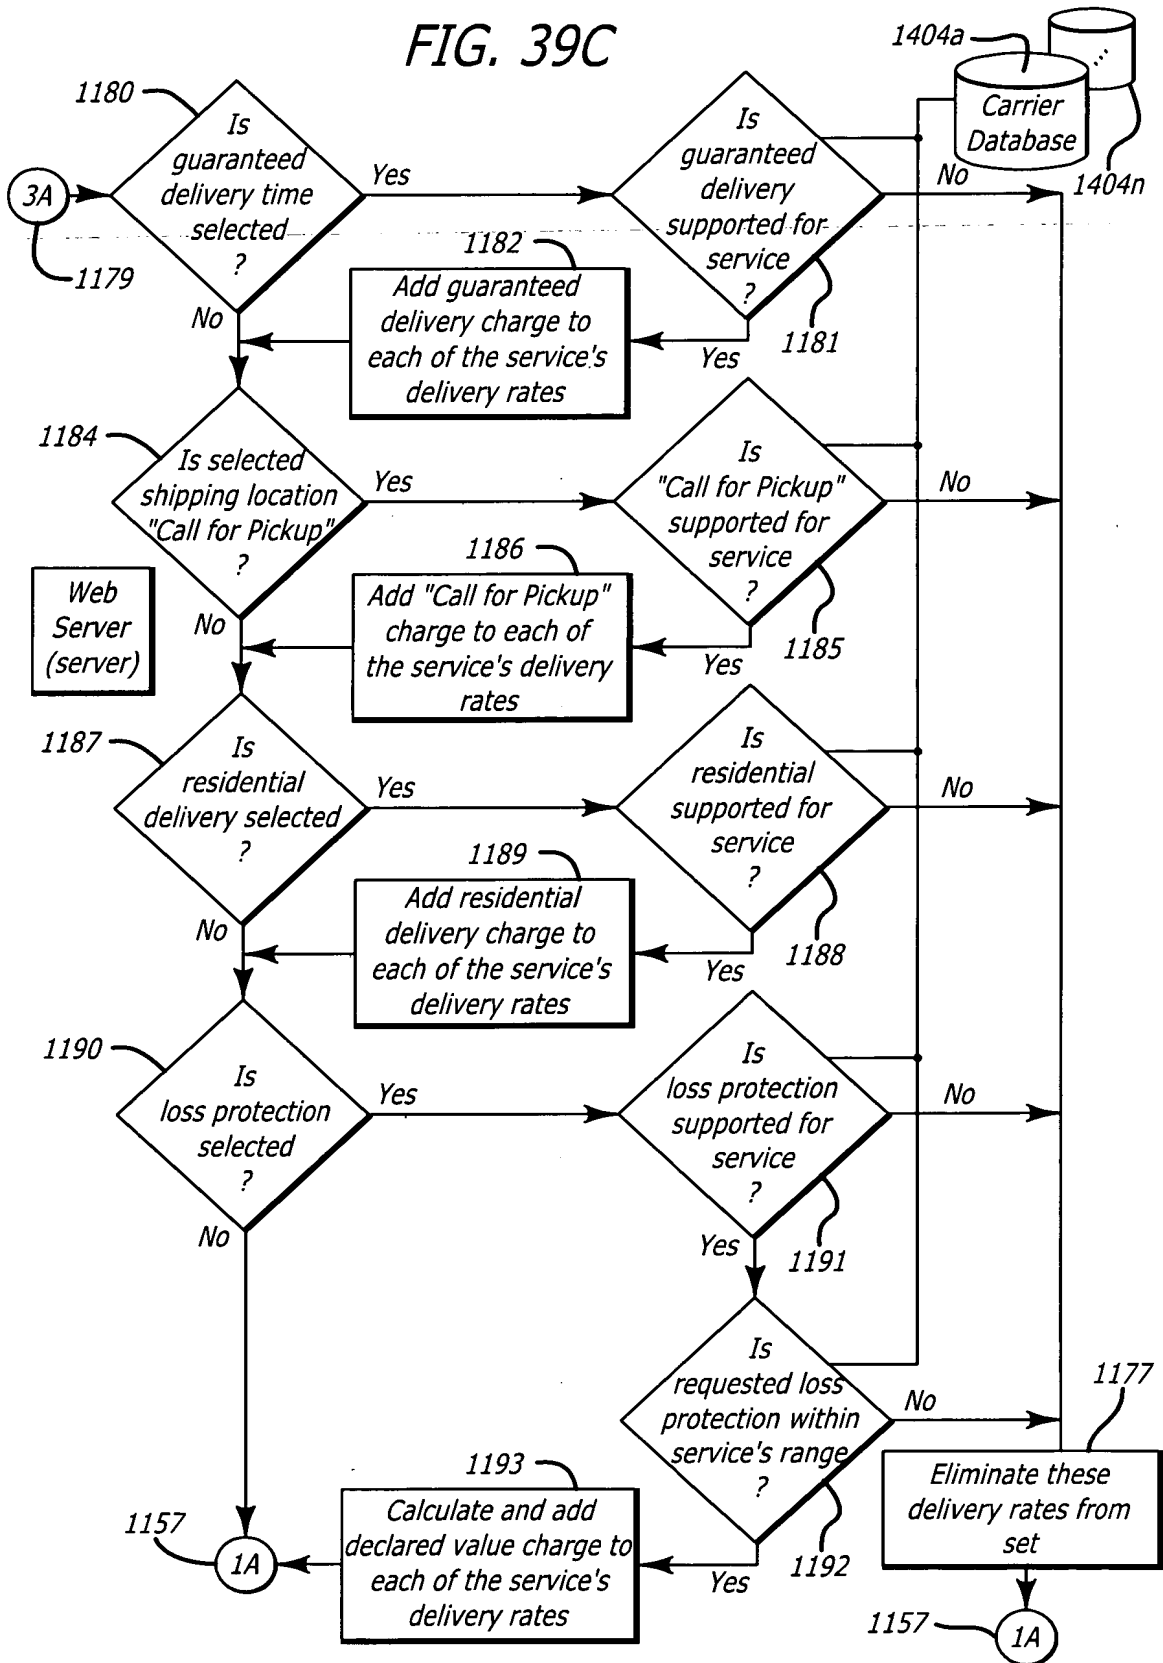 FIG. 39C
1404a
Carrier
Database
1404n
1180
Is
guaranteed
delivery time
selected
?
3A
1179
Yes
No
Is
guaranteed
delivery
supported for
service
?
1181
No
Yes
1182
Add guaranteed
delivery charge to
each of the service's
delivery rates
1184
Is selected
shipping location
"Call for Pickup"
?
Yes
No
Is
"Call for Pickup"
supported for
service
?
1185
No
Yes
1186
Add "Call for Pickup"
charge to each of
the service's delivery
rates
Web
Server
(server)
1187
Is
residential
delivery selected
?
Yes
No
Is
residential
supported for
service
?
1188
No
Yes
1189
Add residential
delivery charge to
each of the service's
delivery rates
1190
Is
loss protection
selected
?
Yes
No
Is
loss protection
supported for
service
?
1191
No
Yes
Is
requested loss
protection within
service's range
?
1192
No
Yes
1193
Calculate and add
declared value charge to
each of the service's
delivery rates
1157
1A
1177
Eliminate these
delivery rates from
set
1157
1A